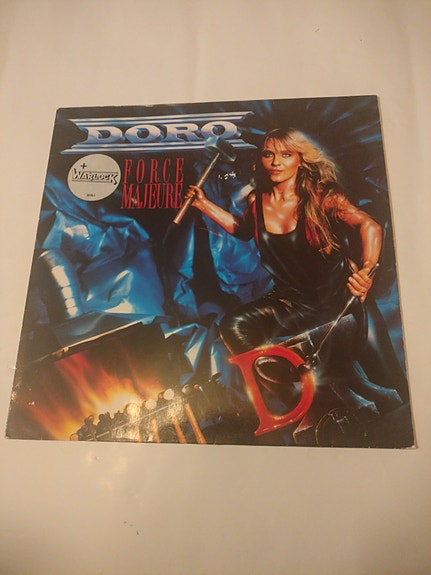 DORO
FORCE
MAJEURE
+
WARLOCK
D